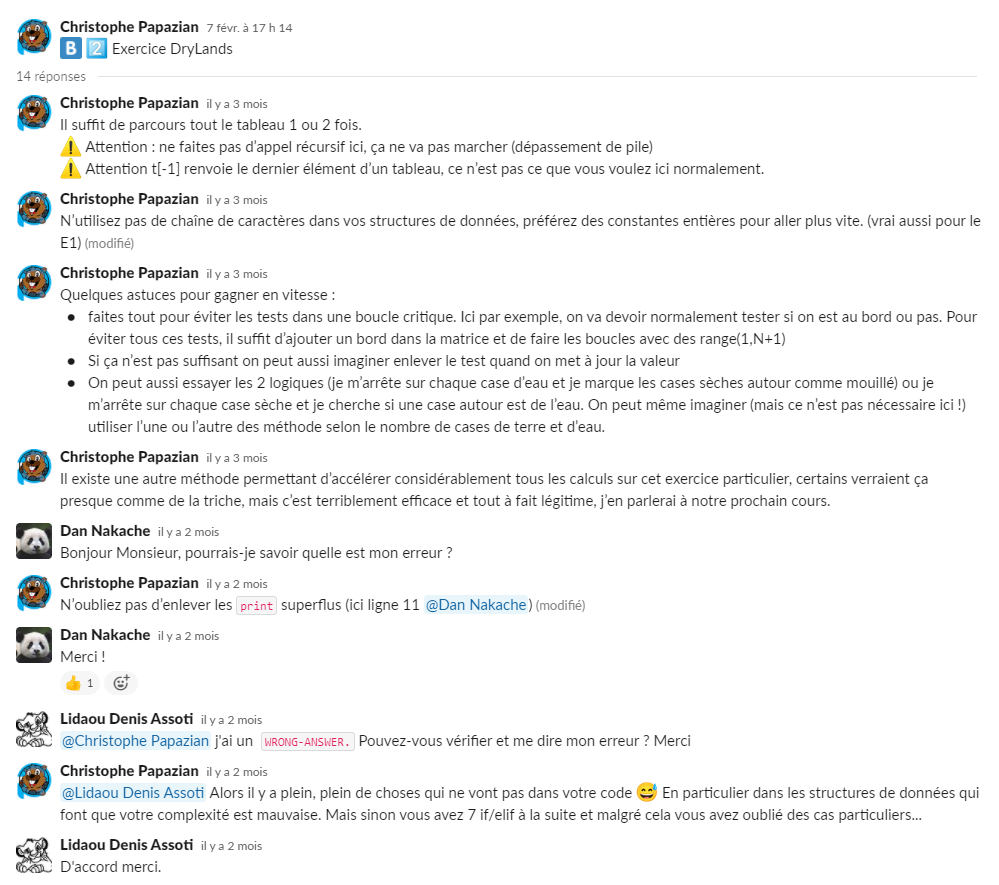 Christophe Papazian 7 févr. à 17 h 14
B 2 Exercice DryLands
14 réponses
Christophe Papazian il y a 3 mois
Il suffit de parcours tout le tableau 1 ou 2 fois.
Attention : ne faites pas d'appel récursif ici, ça ne va pas marcher (dépassement de pile)
Attention t[-1] renvoie le dernier élément d'un tableau, ce n'est pas ce que vous voulez ici normalement.
Christophe Papazian il y a 3 mois
N'utilisez pas de chaîne de caractères dans vos structures de données, préférez des constantes entières pour aller plus vite. (vrai aussi pour le
E1) (modifié)
Christophe Papazian il y a 3 mois
Quelques astuces pour gagner en vitesse :
● faites tout pour éviter les tests dans une boucle critique. Ici par exemple, on va devoir normalement tester si on est au bord ou pas. Pour
éviter tous ces tests, il suffit d'ajouter un bord dans la matrice et de faire les boucles avec des range(1,N+1)
● Si ça n'est pas suffisant on peut aussi imaginer enlever le test quand on met à jour la valeur
● On peut aussi essayer les 2 logiques (je m'arrête sur chaque case d'eau et je marque les cases sèches autour comme mouillé) ou je
m'arrête sur chaque case sèche et je cherche si une case autour est de l'eau. On peut même imaginer (mais ce n'est pas nécessaire ici !)
utiliser l'une ou l'autre des méthode selon le nombre de cases de terre et d'eau.
Christophe Papazian il y a 3 mois
Il existe une autre méthode permettant d'accélérer considérablement tous les calculs sur cet exercice particulier, certains verraient ça
presque comme de la triche, mais c'est terriblement efficace et tout à fait légitime, j'en parlerai à notre prochain cours.
Dan Nakache il y a 2 mois
Bonjour Monsieur, pourrais-je savoir quelle est mon erreur ?
Christophe Papazian il y a 2 mois
N'oubliez pas d'enlever les print superflus (ici ligne 11 @Dan Nakache) (modifié)
Dan Nakache il y a 2 mois
Merci !
1
Lidaou Denis Assoti il y a 2 mois
@Christophe Papazian j'ai un WRONG-ANSWER. Pouvez-vous vérifier et me dire mon erreur ? Merci
Christophe Papazian il y a 2 mois
@Lidaou Denis Assoti Alors il y a plein, plein de choses qui ne vont pas dans votre code En particulier dans les structures de données qui
font que votre complexité est mauvaise. Mais sinon vous avez 7 if/elif à la suite et malgré cela vous avez oublié des cas particuliers...
Lidaou Denis Assoti il y a 2 mois
D'accord merci.